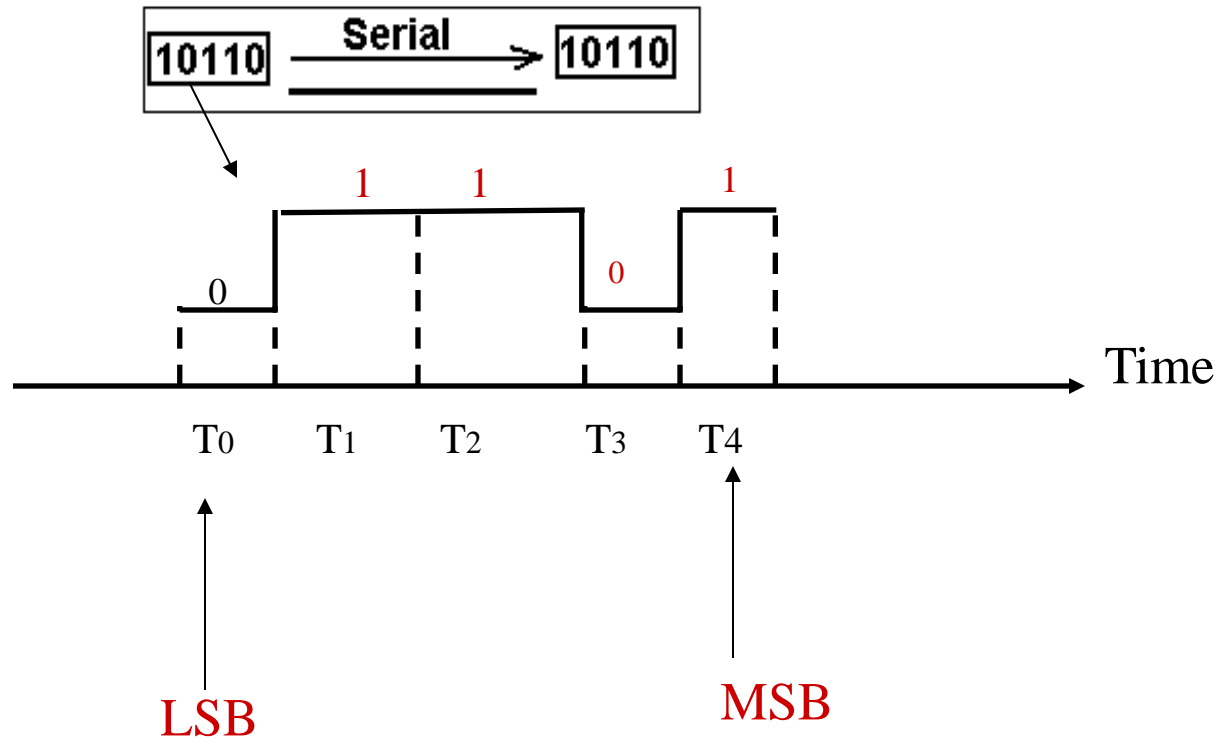 Serial
10110 10110
1 1 1
0 0
Time
T0 T1 T2 T3 T4
LSB MSB